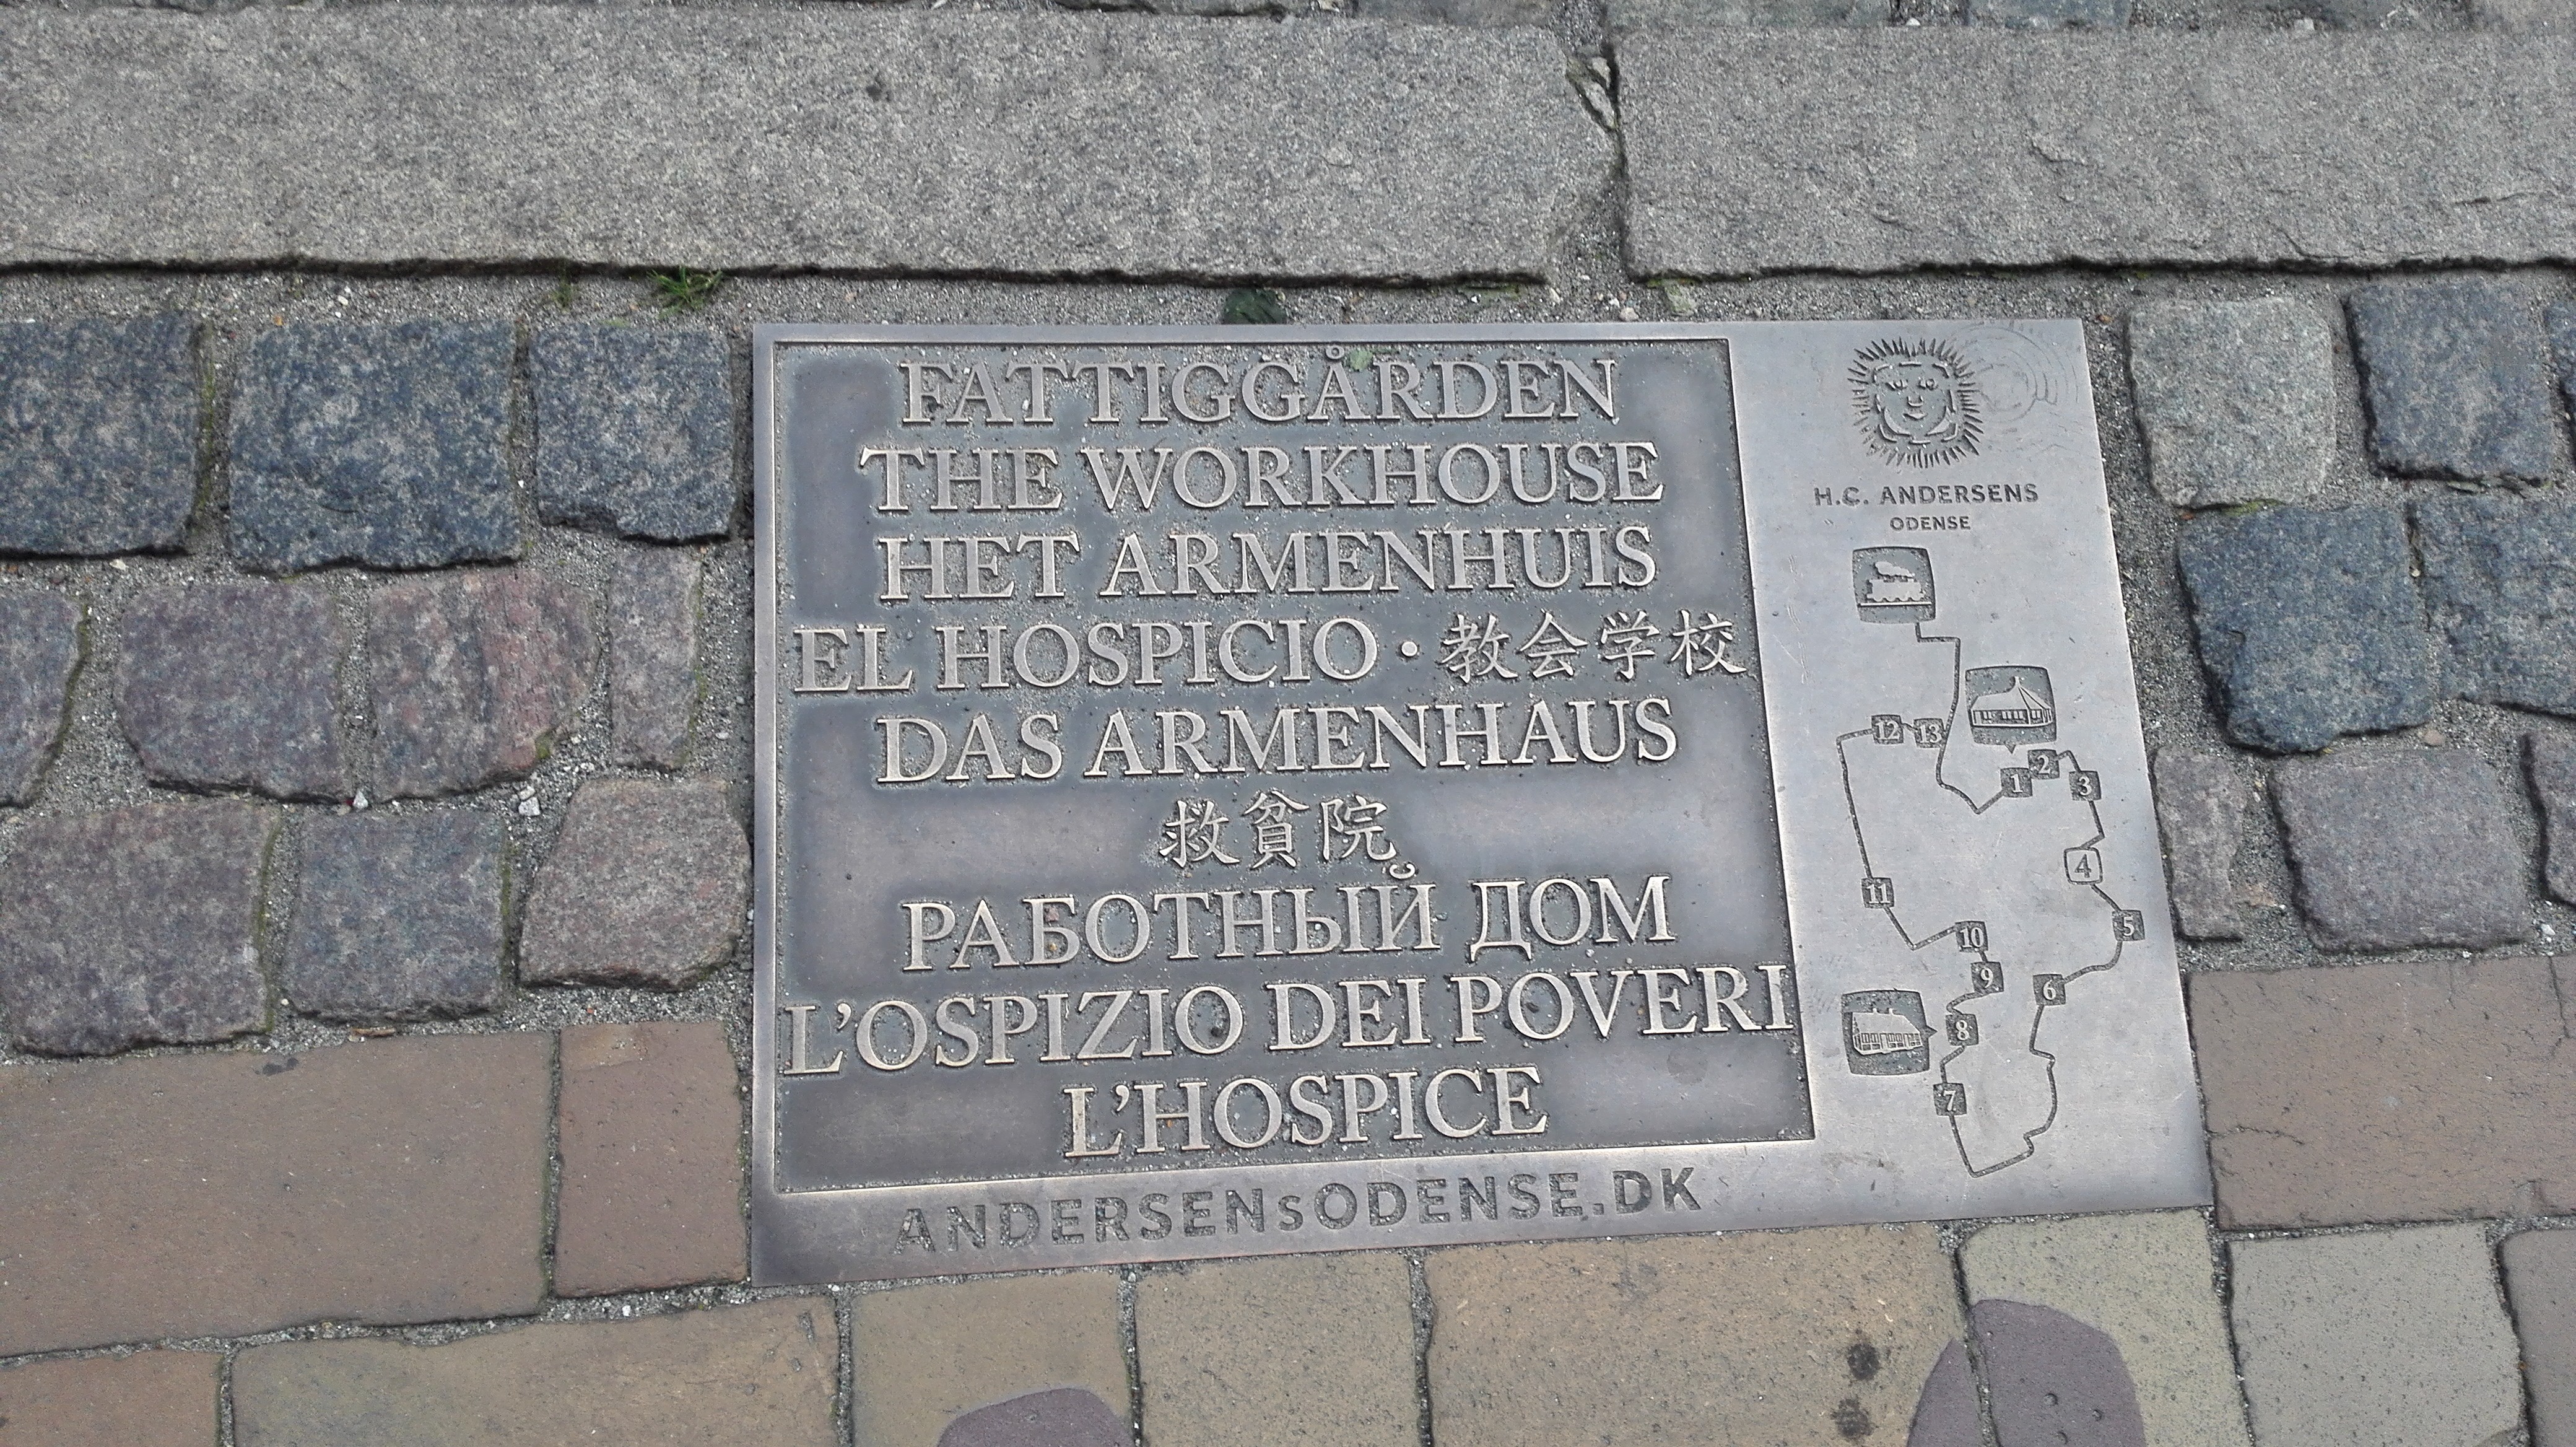 FATTIGGÅRDEN
THE WORKHOUSE
HET ARMENHUIS
EL HOSPICIO · 教会学校
DAS ARMENHAUS
救貧院
РАБОТНЫЙ ДОМ
L'OSPIZIO DEI POVERI
L'HOSPICE
ANDERSENsODENSE.DK
H.C. ANDERSENS
ODENSE
12 13
1 2 3
4
11
5
10
9
6
8
7